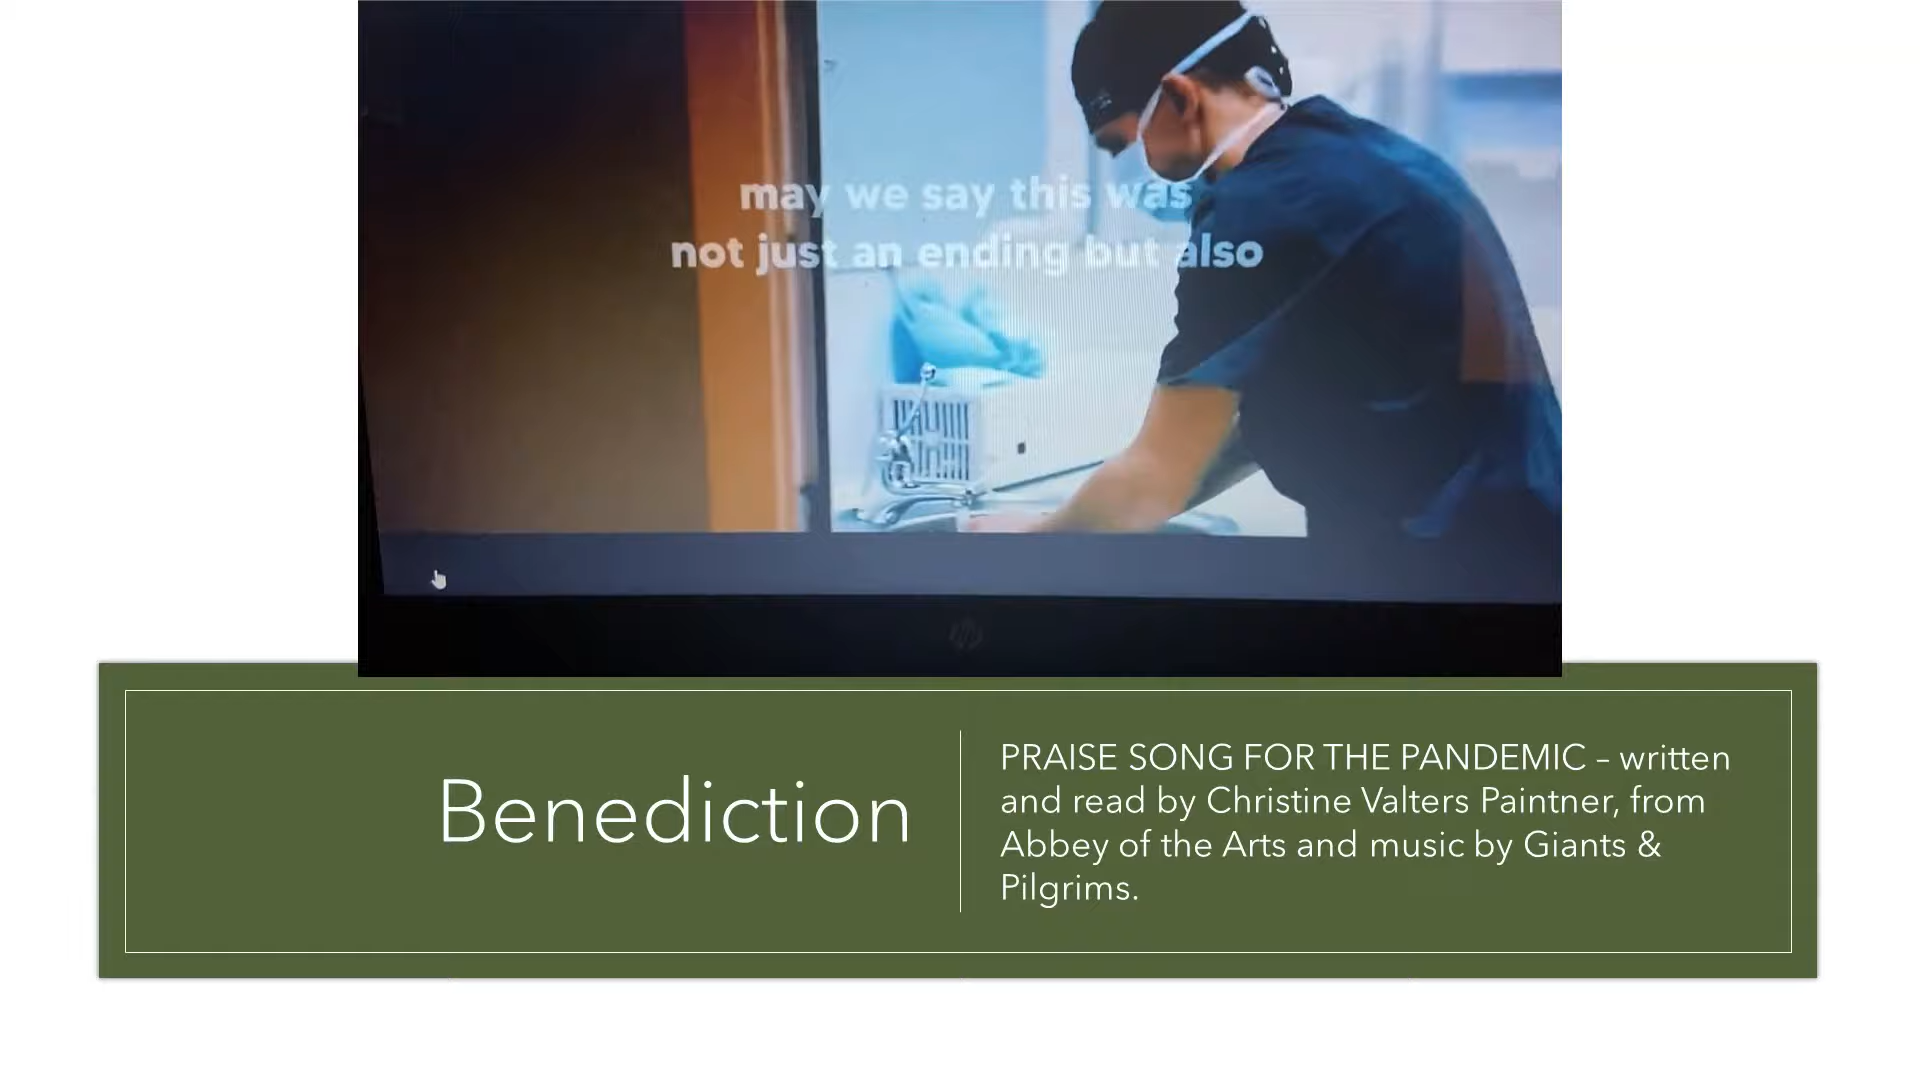 may we say this was
not just an ending but also
hp
Benediction
PRAISE SONG FOR THE PANDEMIC – written
and read by Christine Valters Paintner, from
Abbey of the Arts and music by Giants &
Pilgrims.